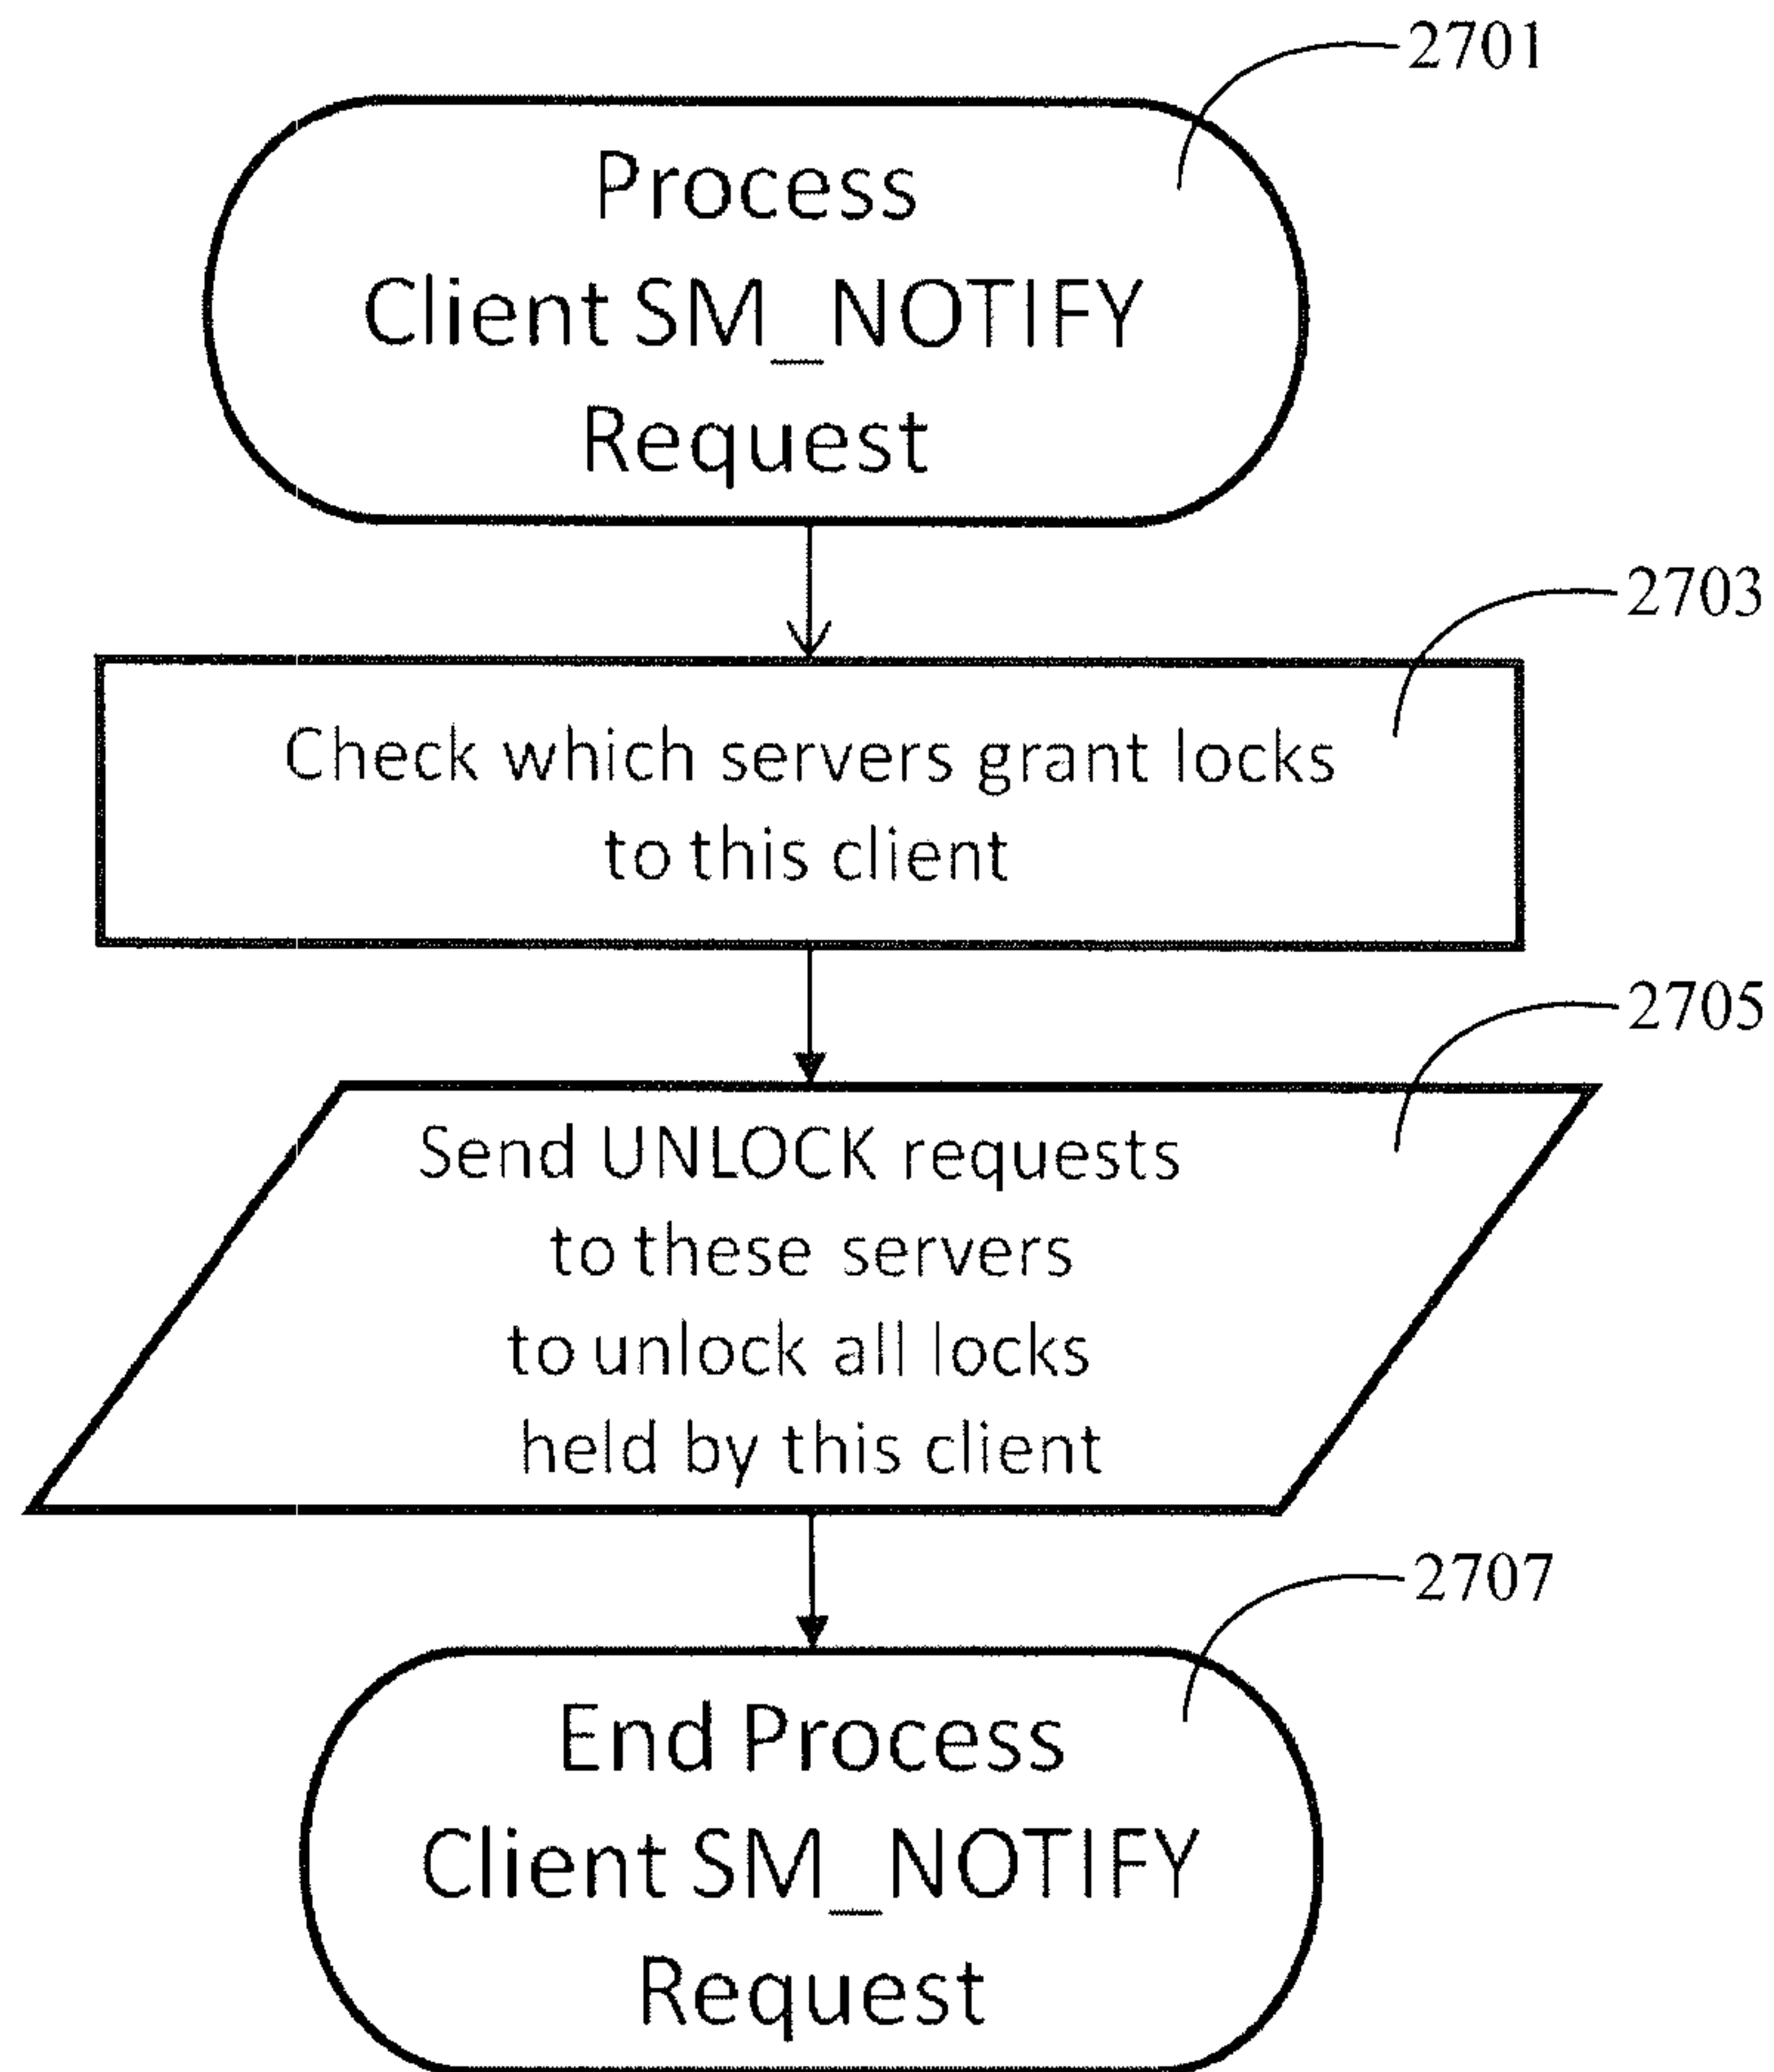 2701
Process
Client SM_NOTIFY
Request
2703
Check which servers grant locks
to this client
2705
Send UNLOCK requests
to these servers
to unlock all locks
held by this client
2707
End Process
Client SM_NOTIFY
Request